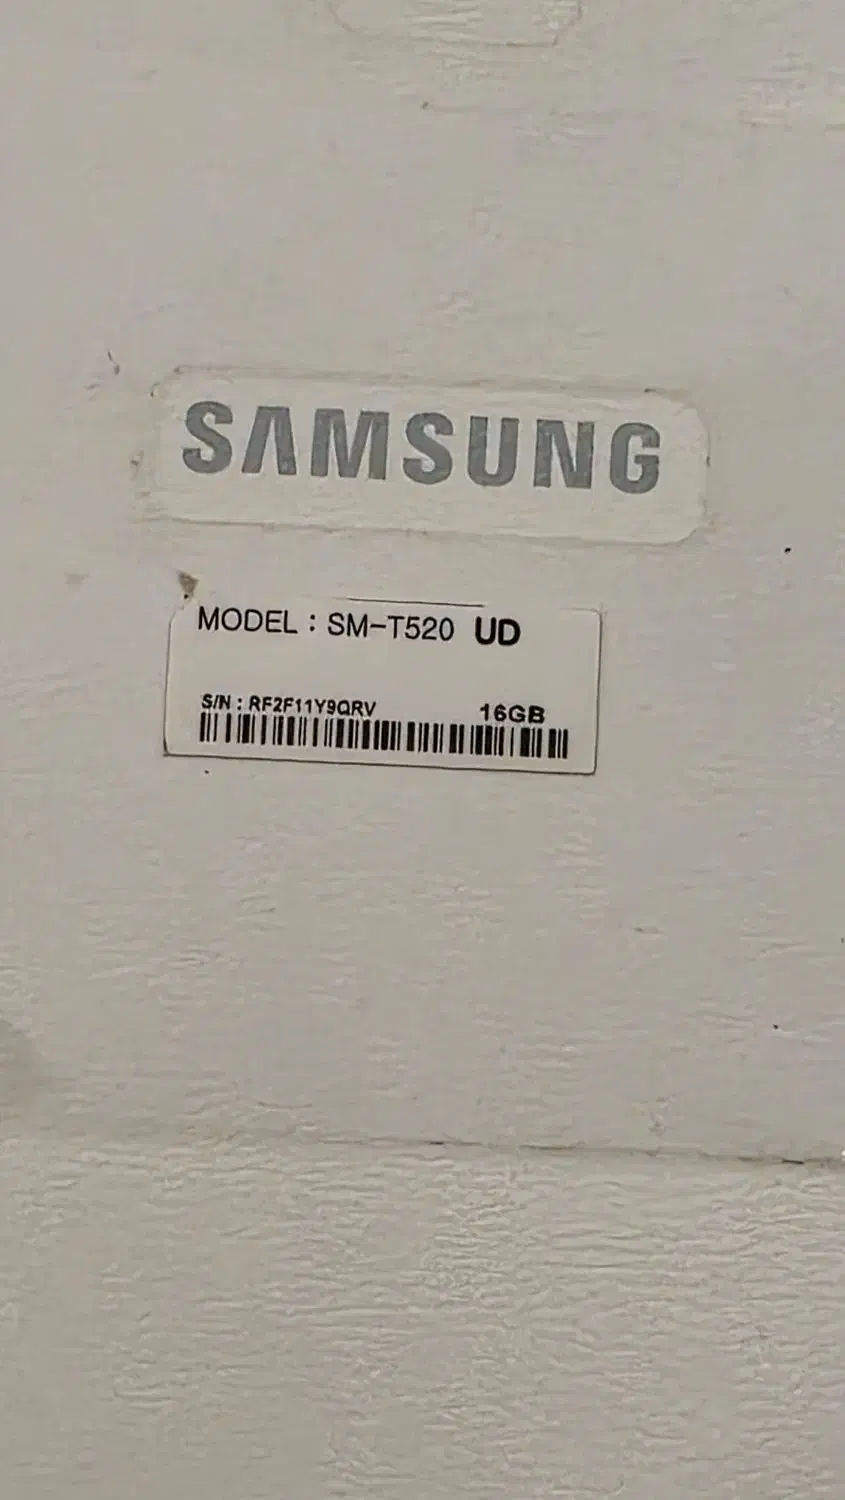 SAMSUNG
MODEL : SM-T520 UD
S/N : RF2F11Y9QRV 16GB